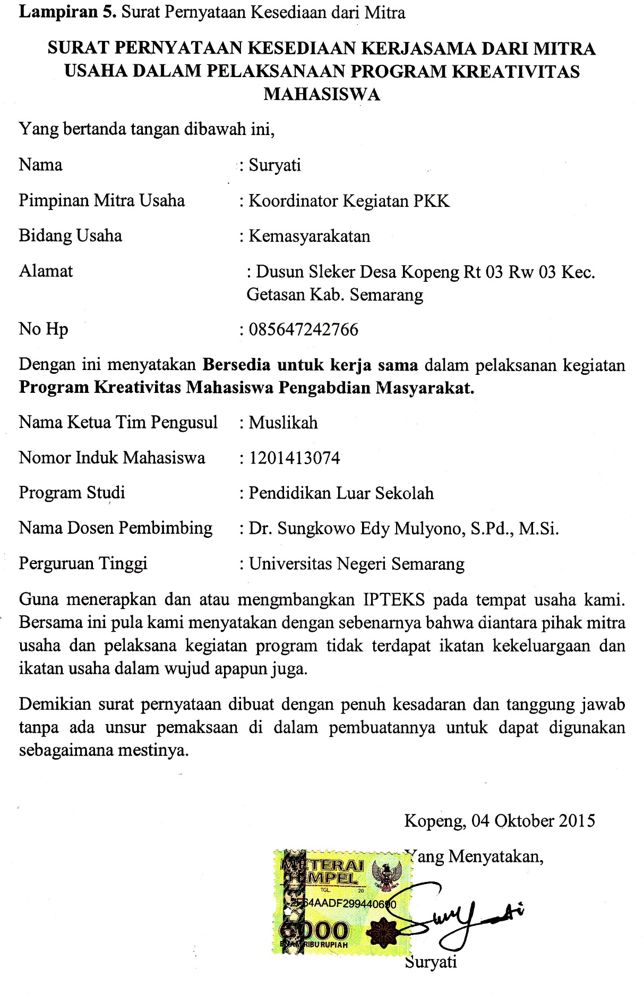 Lampiran 5. Surat Pernyataan Kesediaan dari Mitra
SURAT PERNYATAAN KESEDIAAN KERJASAMA DARI MITRA
USAHA DALAM PELAKSANAAN PROGRAM KREATIVITAS
MAHASISWA
Yang bertanda tangan dibawah ini,
Nama : Suryati
Pimpinan Mitra Usaha : Koordinator Kegiatan PKK
Bidang Usaha : Kemasyarakatan
Alamat : Dusun Sleker Desa Kopeng Rt 03 Rw 03 Kec.
Getasan Kab. Semarang
No Hp : 085647242766
Dengan ini menyatakan Bersedia untuk kerja sama dalam pelaksanan kegiatan
Program Kreativitas Mahasiswa Pengabdian Masyarakat.
Nama Ketua Tim Pengusul : Muslikah
Nomor Induk Mahasiswa : 1201413074
Program Studi : Pendidikan Luar Sekolah
Nama Dosen Pembimbing : Dr. Sungkowo Edy Mulyono, S.Pd., M.Si.
Perguruan Tinggi : Universitas Negeri Semarang
Guna menerapkan dan atau mengmbangkan IPTEKS pada tempat usaha kami.
Bersama ini pula kami menyatakan dengan sebenarnya bahwa diantara pihak mitra
usaha dan pelaksana kegiatan program tidak terdapat ikatan kekeluargaan dan
ikatan usaha dalam wujud apapun juga.
Demikian surat pernyataan dibuat dengan penuh kesadaran dan tanggung jawab
tanpa ada unsur pemaksaan di dalam pembuatannya untuk dapat digunakan
sebagaimana mestinya.
Kopeng, 04 Oktober 2015
Yang Menyatakan,
METERAI
TEMPEL
TGL. 20
6000
ENAM RIBU RUPIAH
Suryati
Suryati